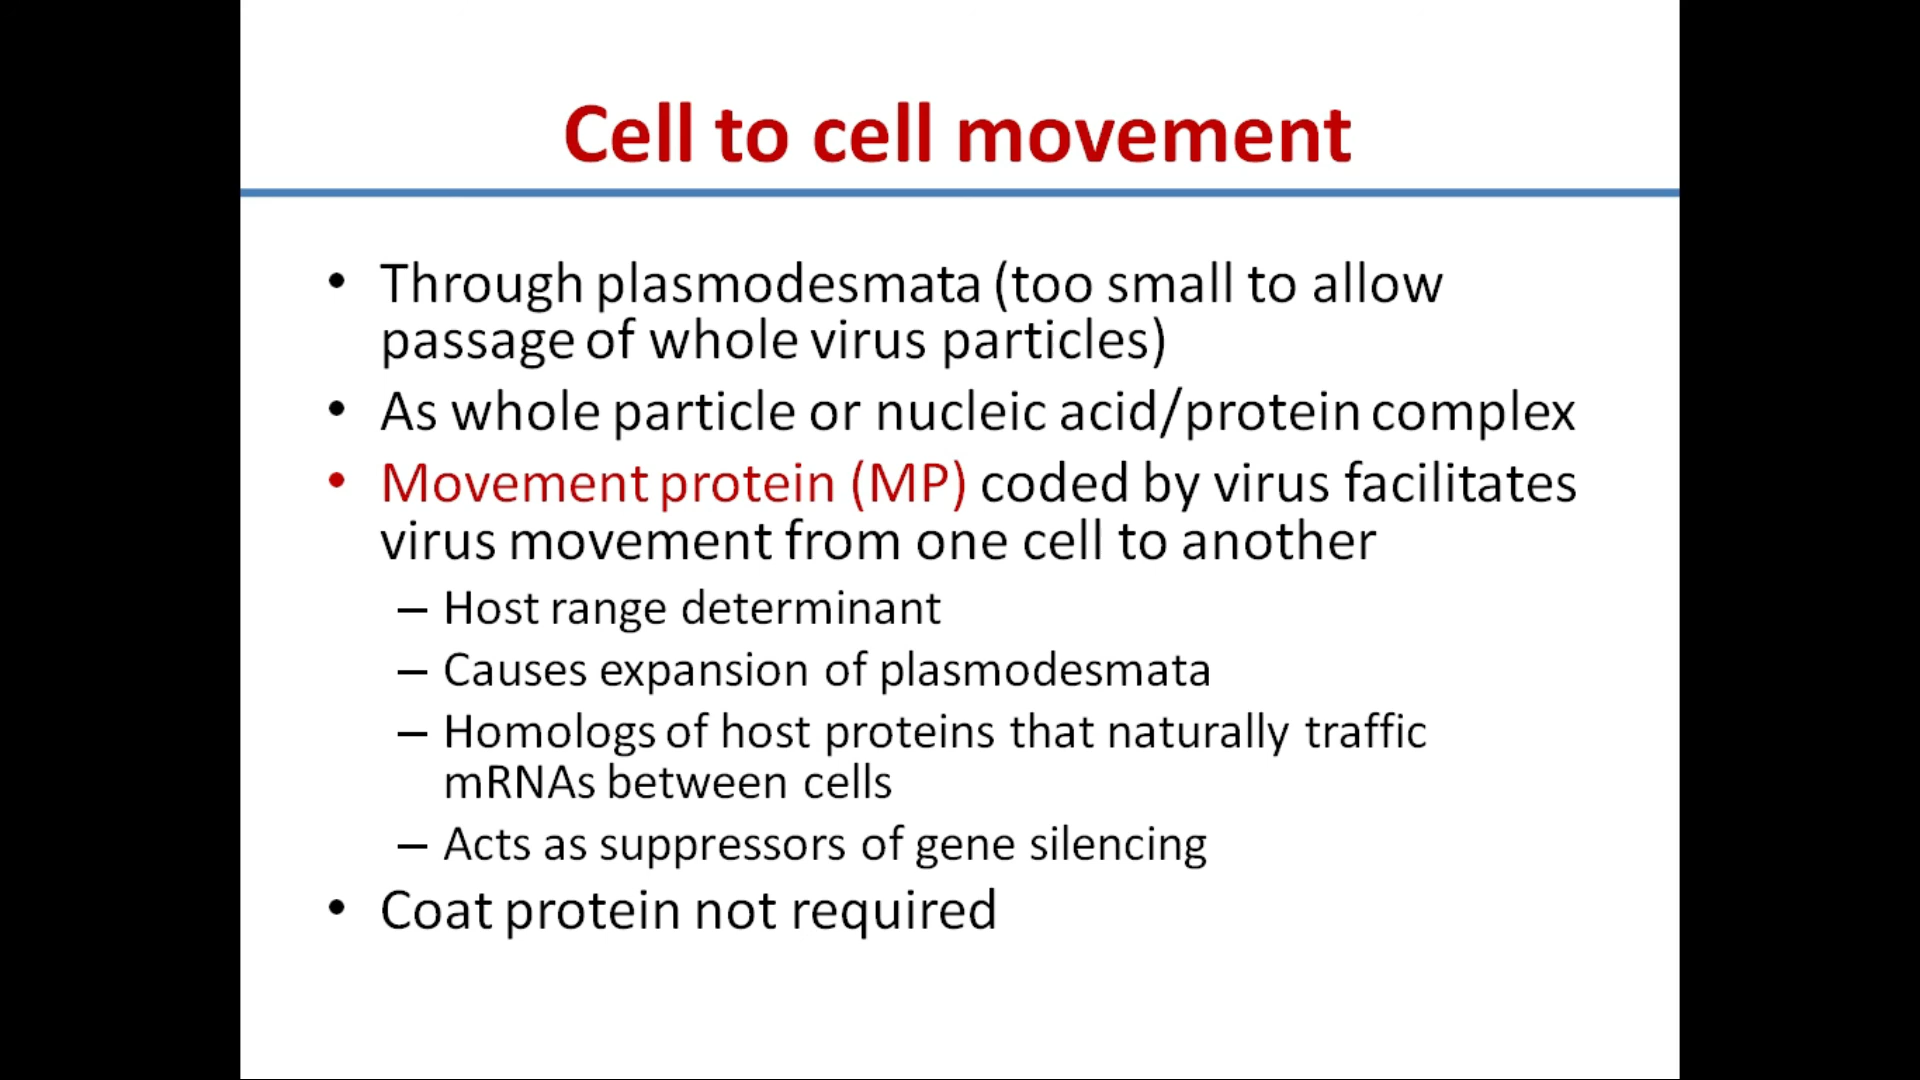 Cell to cell movement
• Through plasmodesmata (too small to allow
passage of whole virus particles)
• As whole particle or nucleic acid/protein complex
• Movement protein (MP) coded by virus facilitates
virus movement from one cell to another
– Host range determinant
– Causes expansion of plasmodesmata
– Homologs of host proteins that naturally traffic
mRNAs between cells
– Acts as suppressors of gene silencing
• Coat protein not required